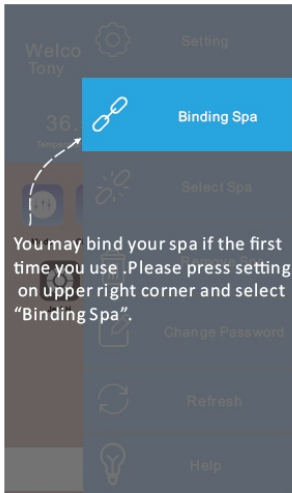 Welco
Tony
36.
Setting
Binding Spa
Select Spa
You may bind your spa if the first
time you use .Please press setting
on upper right corner and select
“Binding Spa”.
Change Password
Refresh
Help